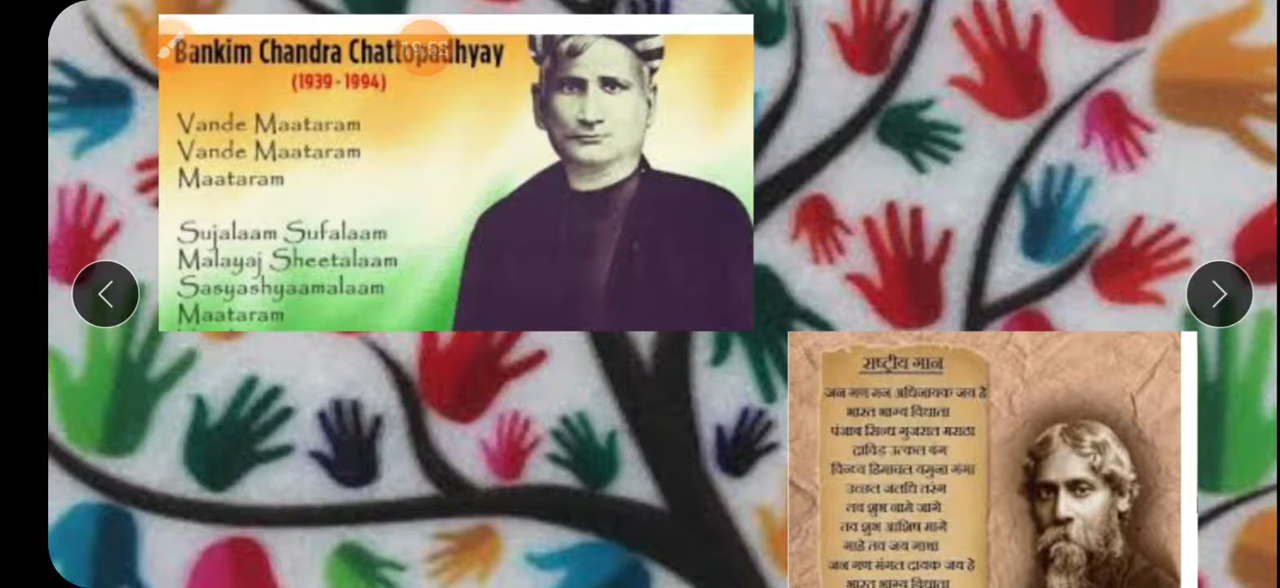 Bankim Chandra Chattopadhyay
(1939 - 1994)
Vande Maataram
Vande Maataram
Maataram
Sujalaam Sufalaam
Malayaj Sheetalaam
Sasyashyaamalaam
Maataram
राष्ट्रीय गान
जन गण मन अधिनायक जय हे
भारत भाग्य विधाता
पंजाब सिन्ध गुजरात मराठा
द्राविड़ उत्कल बंग
विन्ध्य हिमाचल यमुना गंगा
उच्छल जलधि तरंग
तव शुभ नामे जागे
तव शुभ आशिष मागे
गाहे तव जय गाथा
जन गण मंगल दायक जय हे
भारत भाग्य विधाता